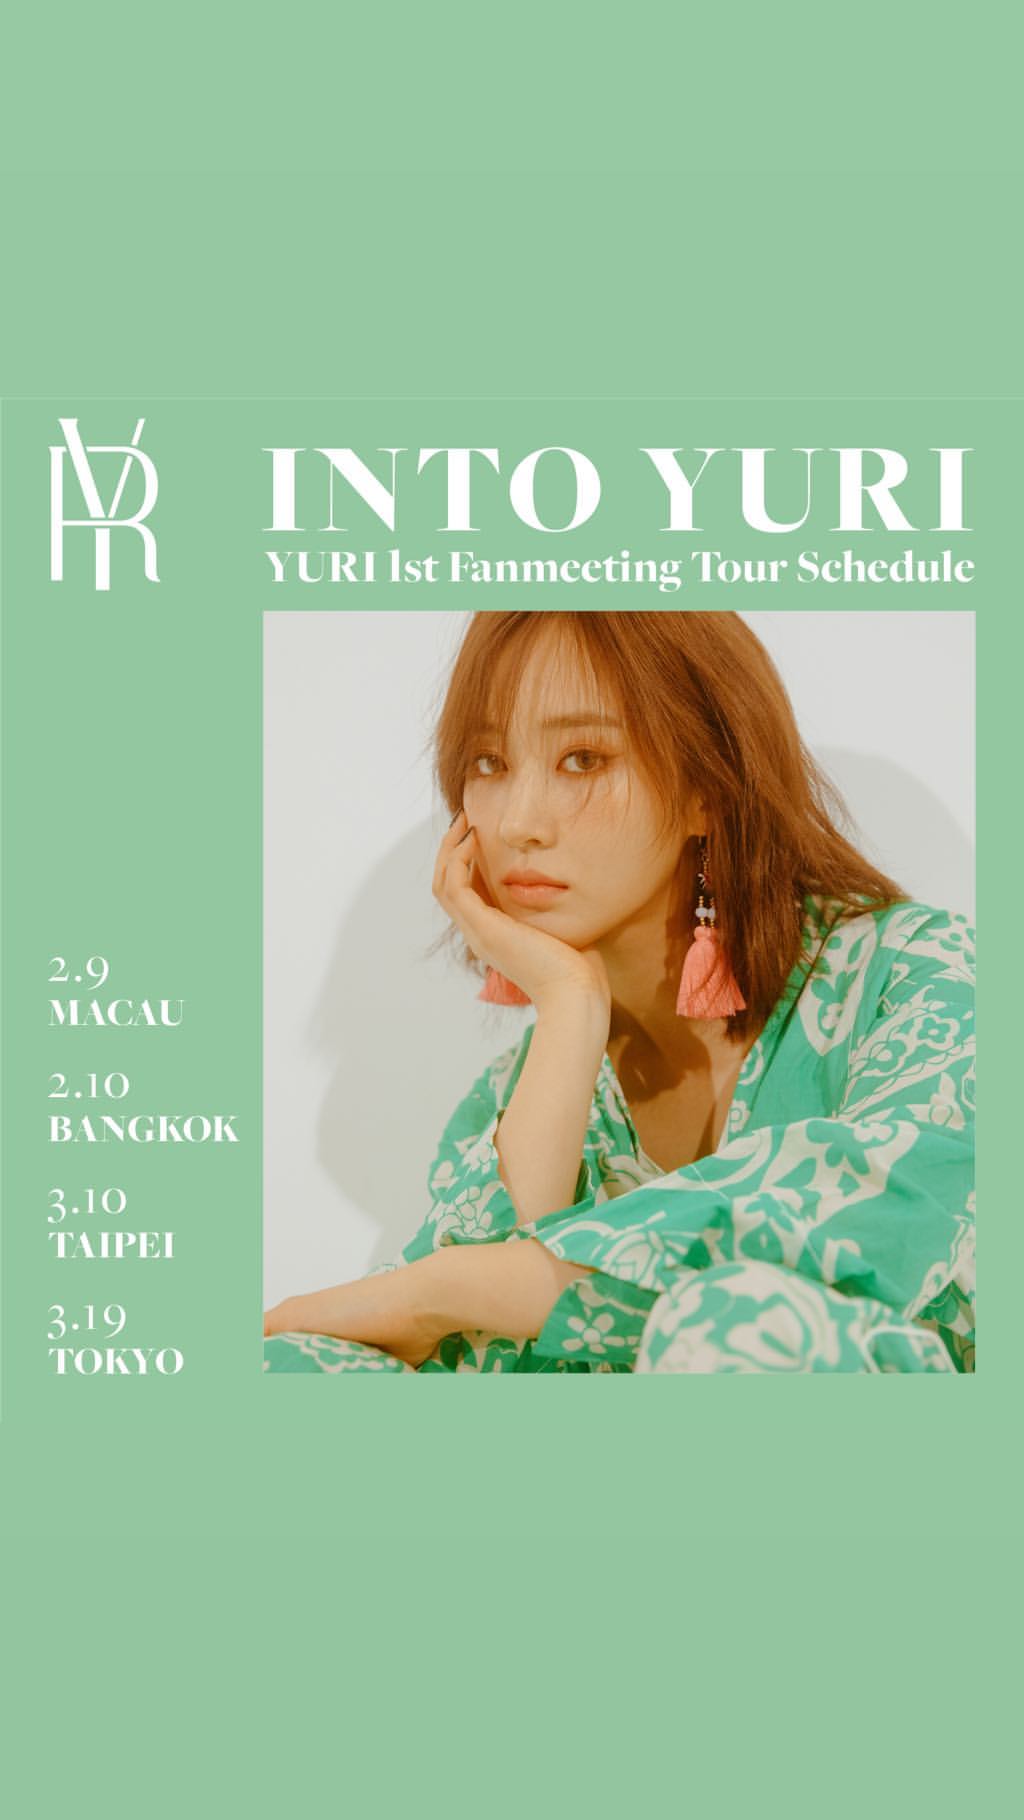 YR
INTO YURI
YURI 1st Fanmeeting Tour Schedule
2.9
MACAU
2.10
BANGKOK
3.10
TAIPEI
3.19
TOKYO